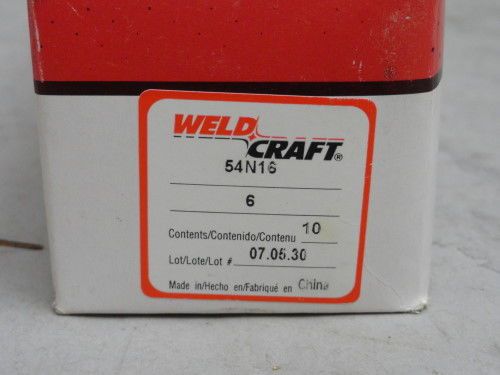 WELD
CRAFT®
54N16
6
Contents/Contenido/Contenu 10
Lot/Lote/Lot # 07.05.30
Made in/Hecho en/Fabriqué en China